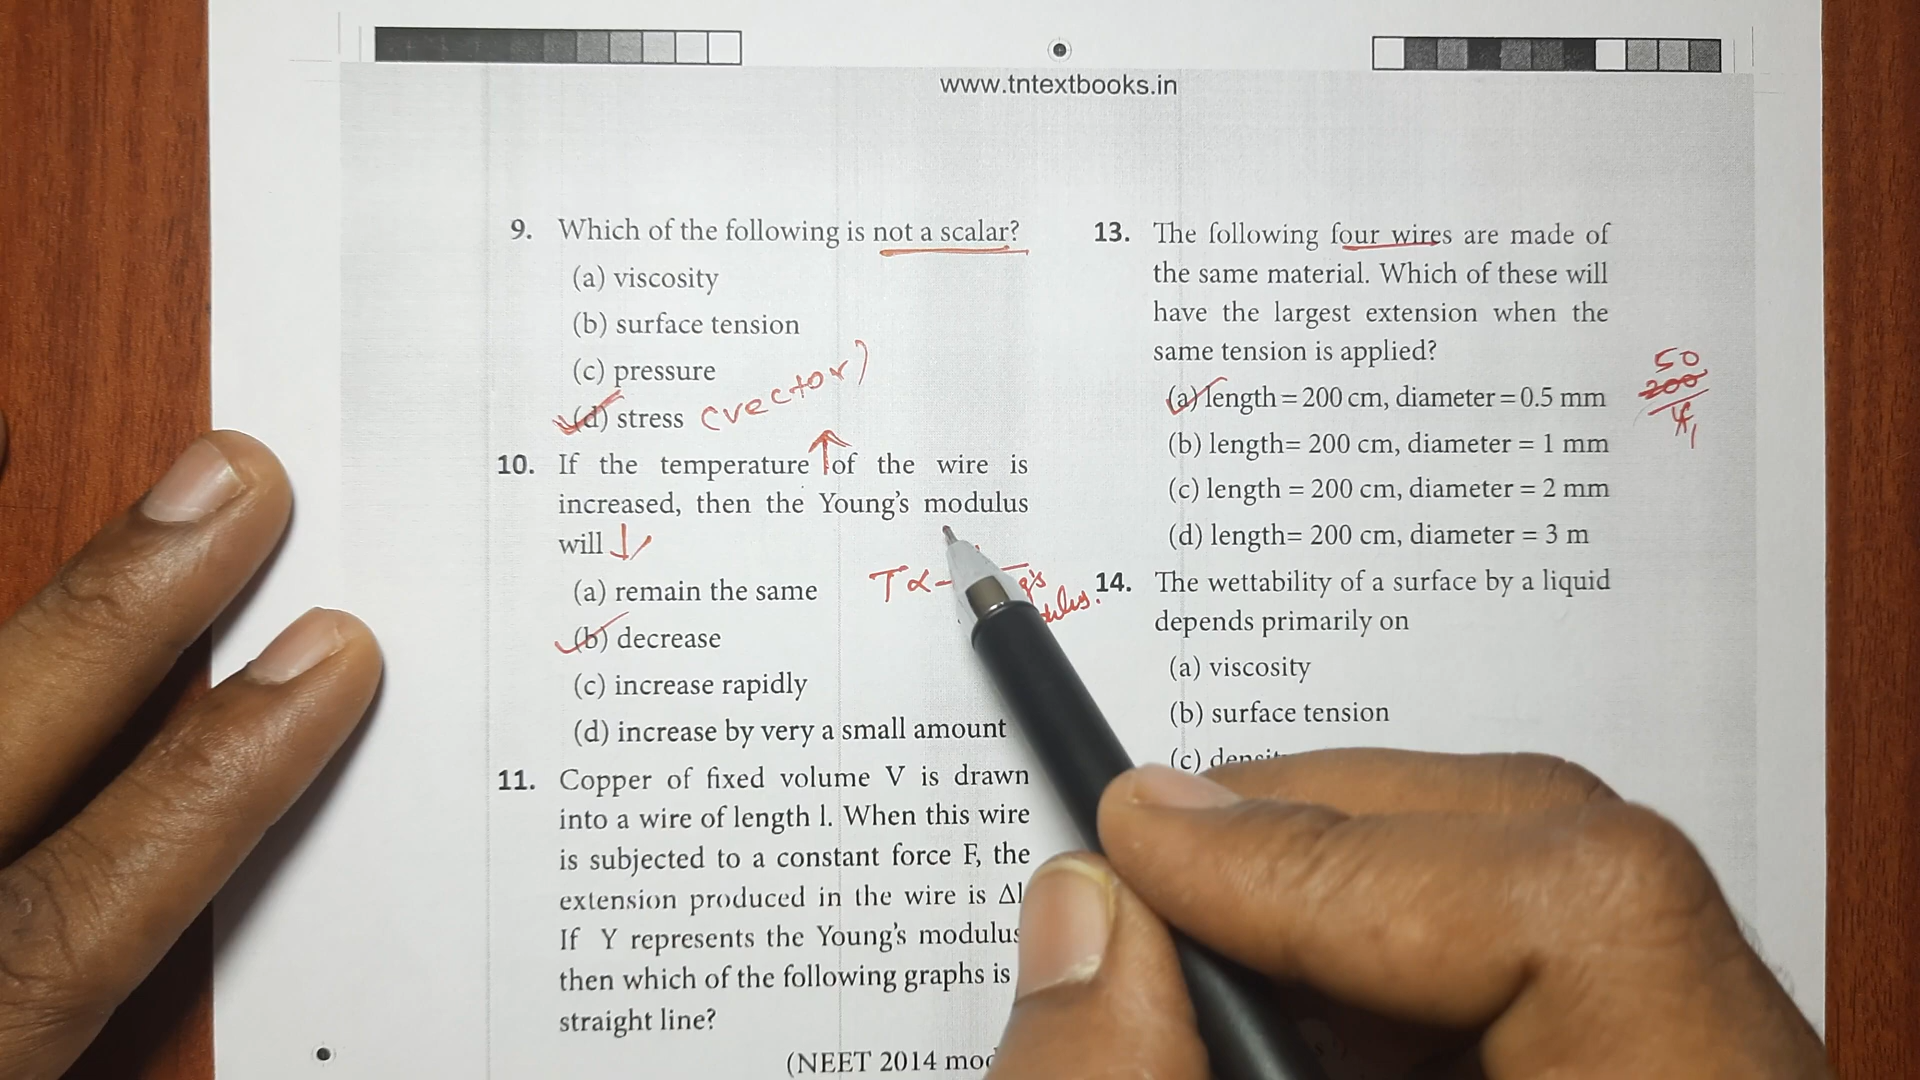 www.tntextbooks.in
9. Which of the following is not a scalar?
(a) viscosity
(b) surface tension
(c) pressure
(d) stress (vector)
10. If the temperature of the wire is
increased, then the Young's modulus
will
(a) remain the same
T ∝
(b) decrease
(c) increase rapidly
(d) increase by very a small amount
11. Copper of fixed volume V is drawn
into a wire of length l. When this wire
is subjected to a constant force F, the
extension produced in the wire is Δl
If Y represents the Young's modulus
then which of the following graphs is
straight line?
(NEET 2014
13. The following four wires are made of
the same material. Which of these will
have the largest extension when the
same tension is applied?
50
200
(a) length = 200 cm, diameter = 0.5 mm
(b) length= 200 cm, diameter = 1 mm
(c) length = 200 cm, diameter = 2 mm
(d) length= 200 cm, diameter = 3 m
14. The wettability of a surface by a liquid
depends primarily on
(a) viscosity
(b) surface tension
(c)